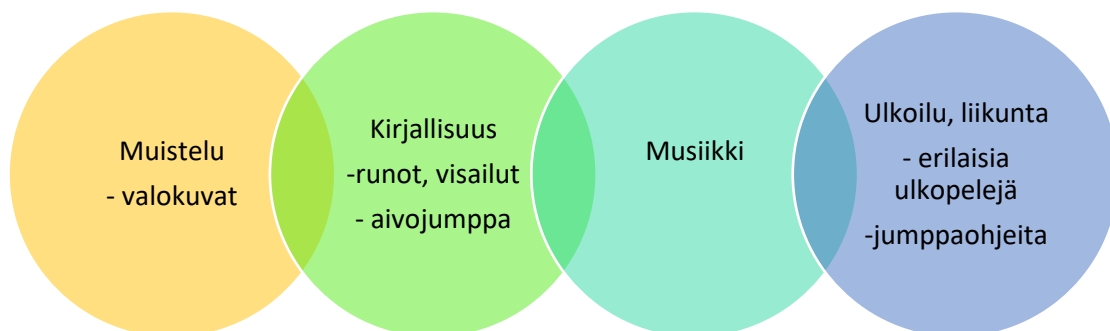 Muistelu
- valokuvat
Kirjallisuus
-runot, visailut
- aivojumppa
Musiikki
Ulkoilu, liikunta
- erilaisia
ulkopelejä
-jumppaohjeita